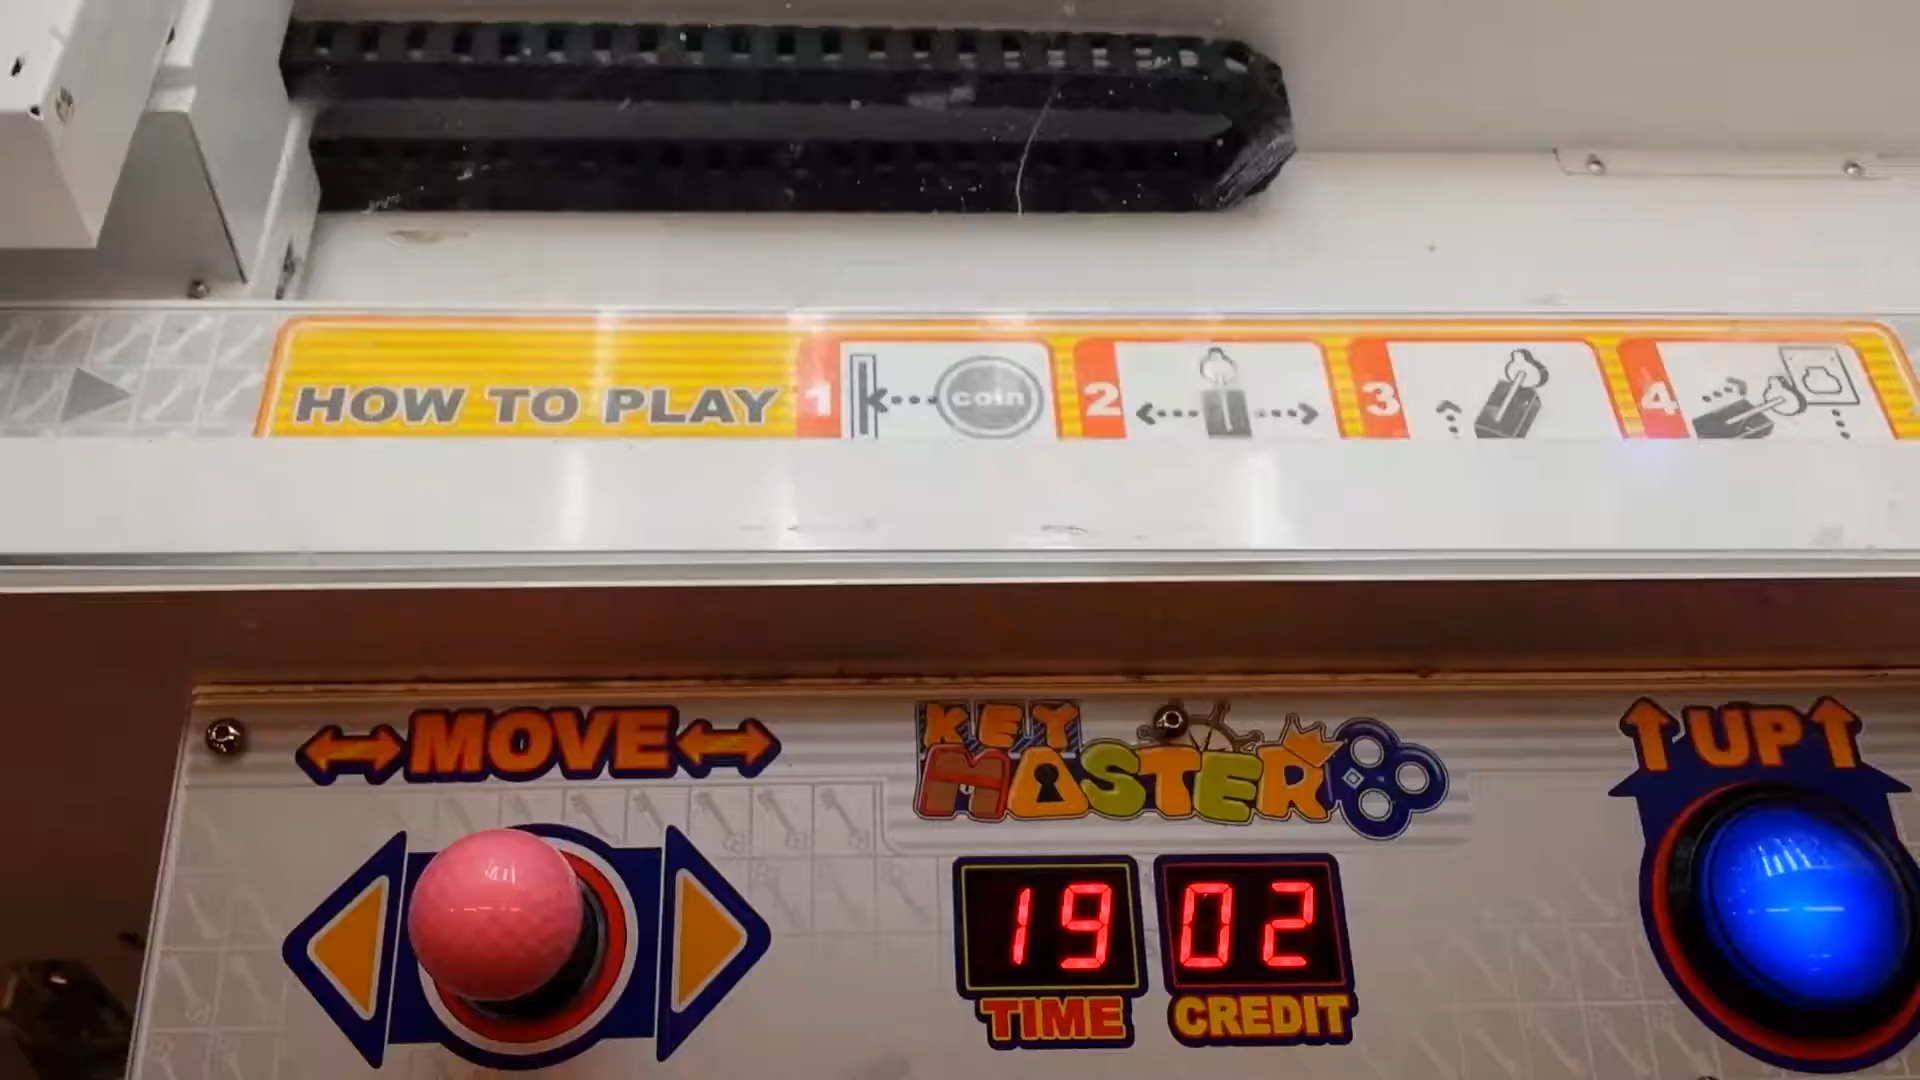 HOW TO PLAY
1
coin
2
3
4
MOVE
KEY
MASTER
UP
19
02
TIME
CREDIT